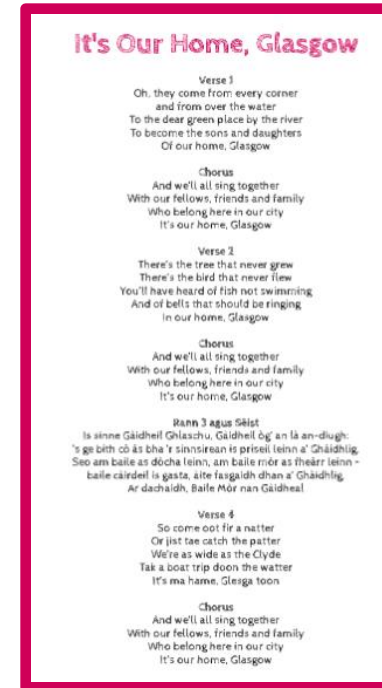 It's Our Home, Glasgow
Verse 1
Oh, they come from every corner
and from over the water
To the dear green place by the river
To become the sons and daughters
Of our home, Glasgow
Chorus
And we'll all sing together
With our fellows, friends and family
Who belong here in our city
It's our home, Glasgow
Verse 2
There's the tree that never grew
There's the bird that never flew
You'll have heard of fish not swimming
And of bells that should be ringing
In our home, Glasgow
Chorus
And we'll all sing together
With our fellows, friends and family
Who belong here in our city
It's our home, Glasgow
Rann 3 agus Sèist
Is sinne Gàidheil Ghlaschu, Gàidheil òg' an là an-diugh:
's ge bith cò às bha 'r sinnsirean is prìseil leinn a' Ghàidhlig,
Seo am baile as dòcha leinn, am baile mòr as fheàrr leinn -
baile càirdeil is gasta, àite fasgaidh dhan a' Ghàidhlig,
Ar dachaidh, Baile Mòr nan Gàidheal
Verse 4
So come oot fir a natter
Or jist tae catch the patter
We're as wide as the Clyde
Tak a boat trip doon the watter
It's ma hame, Glesga toon
Chorus
And we'll all sing together
With our fellows, friends and family
Who belong here in our city
It's our home, Glasgow